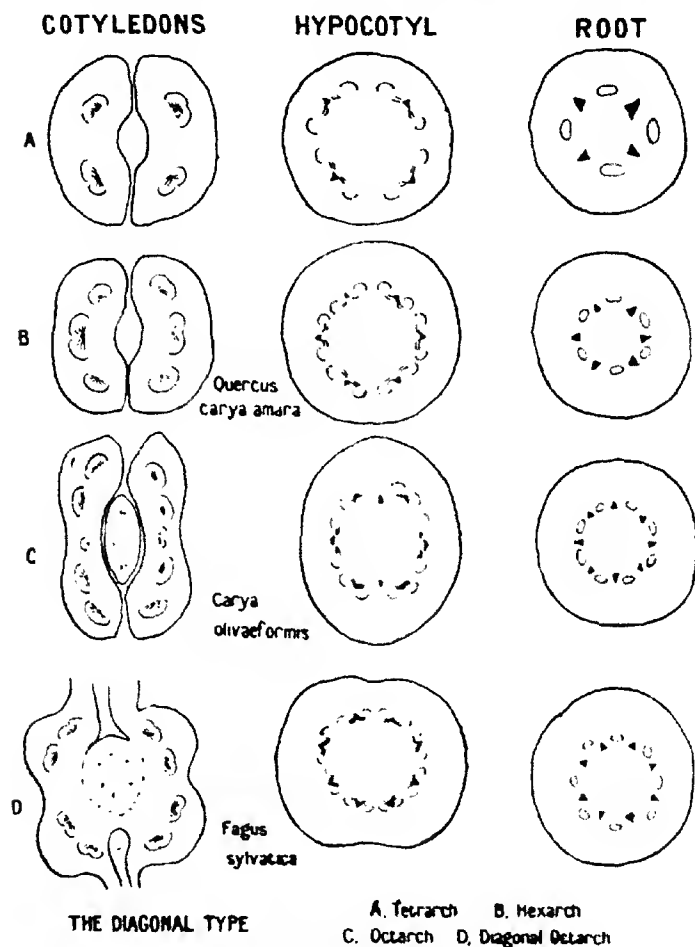 COTYLEDONS HYPOCOTYL ROOT
A
B
Quercus
carya amara
C
Carya
olivaeformis
D
Fagus
sylvatica
THE DIAGONAL TYPE
A. Tetrarch B. Hexarch
C. Octarch D. Diagonal Octarch